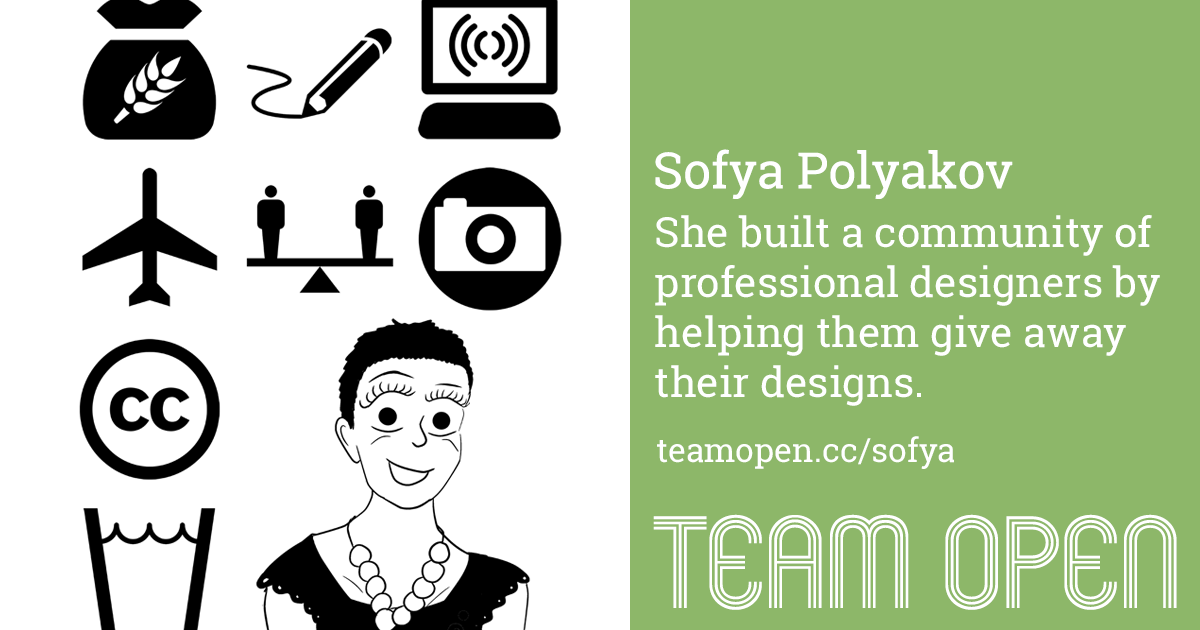 cc
Sofya Polyakov
She built a community of
professional designers by
helping them give away
their designs.
teamopen.cc/sofya
TEAM OPEN